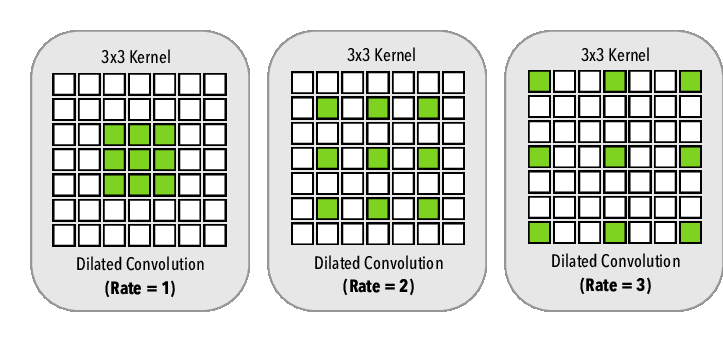 3x3 Kernel
Dilated Convolution
(Rate = 1)
3x3 Kernel
Dilated Convolution
(Rate = 2)
3x3 Kernel
Dilated Convolution
(Rate = 3)